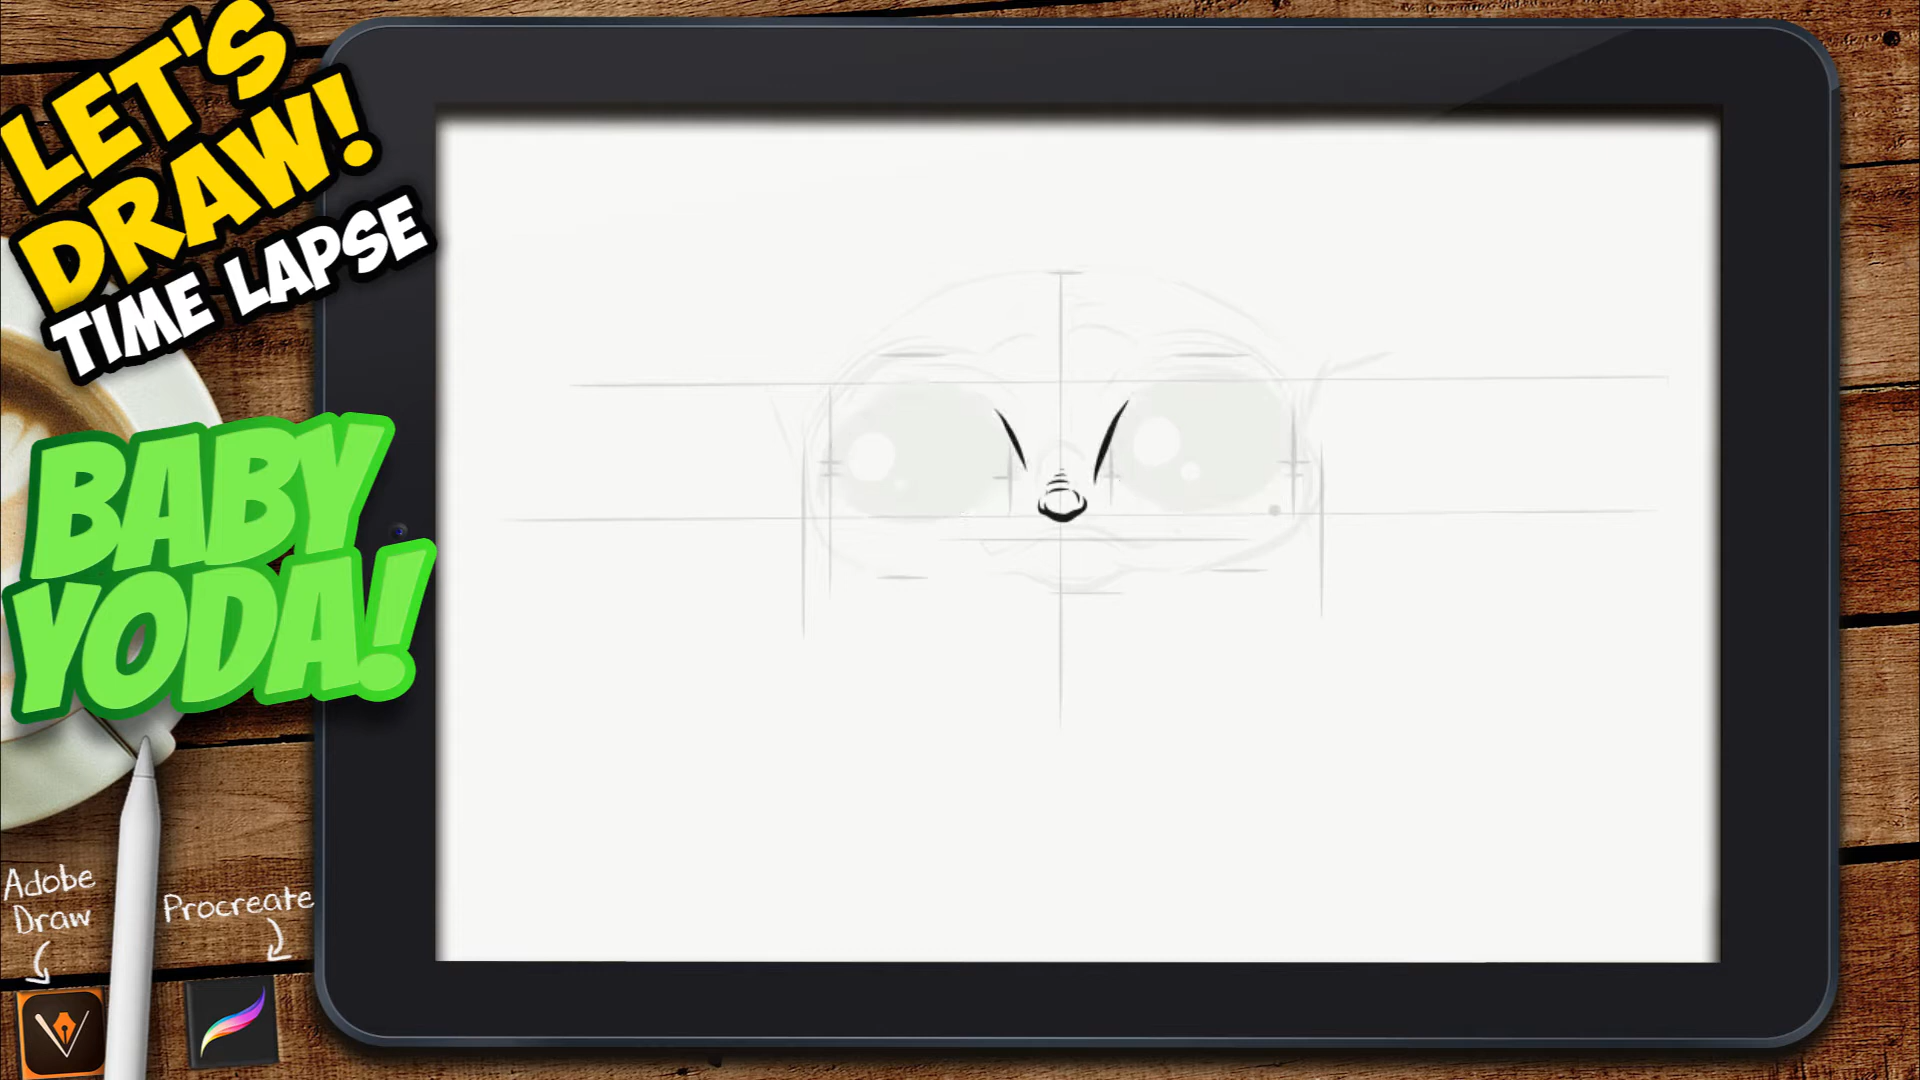 LET'S
DRAW!
TIME LAPSE
BABY
YODA!
Adobe
Draw
Procreate